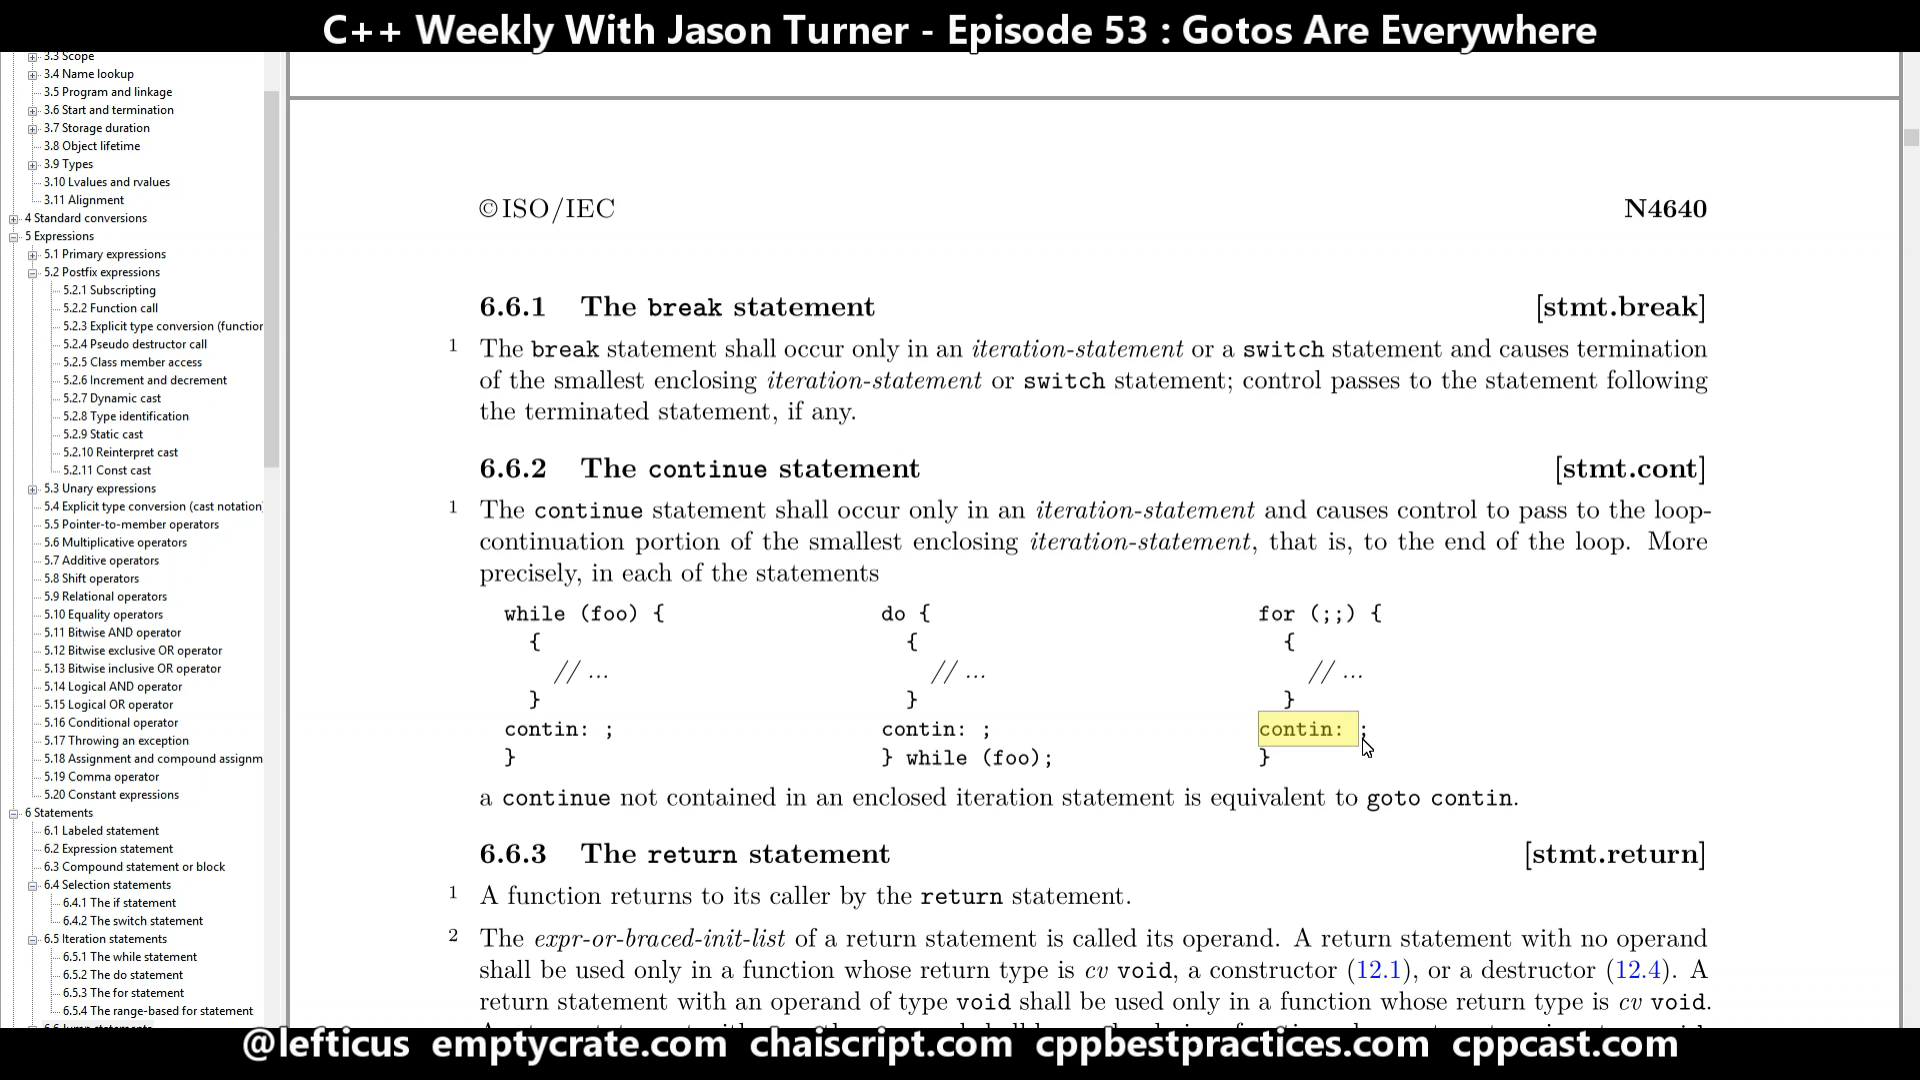 C++ Weekly With Jason Turner - Episode 53 : Gotos Are Everywhere
3.3 Scope
3.4 Name lookup
3.5 Program and linkage
3.6 Start and termination
3.7 Storage duration
3.8 Object lifetime
3.9 Types
3.10 Lvalues and rvalues
3.11 Alignment
4 Standard conversions
5 Expressions
5.1 Primary expressions
5.2 Postfix expressions
5.2.1 Subscripting
5.2.2 Function call
5.2.3 Explicit type conversion (function
5.2.4 Pseudo destructor call
5.2.5 Class member access
5.2.6 Increment and decrement
5.2.7 Dynamic cast
5.2.8 Type identification
5.2.9 Static cast
5.2.10 Reinterpret cast
5.2.11 Const cast
5.3 Unary expressions
5.4 Explicit type conversion (cast notation)
5.5 Pointer-to-member operators
5.6 Multiplicative operators
5.7 Additive operators
5.8 Shift operators
5.9 Relational operators
5.10 Equality operators
5.11 Bitwise AND operator
5.12 Bitwise exclusive OR operator
5.13 Bitwise inclusive OR operator
5.14 Logical AND operator
5.15 Logical OR operator
5.16 Conditional operator
5.17 Throwing an exception
5.18 Assignment and compound assignm
5.19 Comma operator
5.20 Constant expressions
6 Statements
6.1 Labeled statement
6.2 Expression statement
6.3 Compound statement or block
6.4 Selection statements
6.4.1 The if statement
6.4.2 The switch statement
6.5 Iteration statements
6.5.1 The while statement
6.5.2 The do statement
6.5.3 The for statement
6.5.4 The range-based for statement
© ISO/IEC N4640
6.6.1 The break statement [stmt.break]
1 The break statement shall occur only in an iteration-statement or a switch statement and causes termination
of the smallest enclosing iteration-statement or switch statement; control passes to the statement following
the terminated statement, if any.
6.6.2 The continue statement [stmt.cont]
1 The continue statement shall occur only in an iteration-statement and causes control to pass to the loop-
continuation portion of the smallest enclosing iteration-statement, that is, to the end of the loop. More
precisely, in each of the statements
while (foo) { do { for (;;) {
{ { {
// ... // ... // ...
} } }
contin: ; contin: ; contin: ;
} } while (foo); }
a continue not contained in an enclosed iteration statement is equivalent to goto contin.
6.6.3 The return statement [stmt.return]
1 A function returns to its caller by the return statement.
2 The expr-or-braced-init-list of a return statement is called its operand. A return statement with no operand
shall be used only in a function whose return type is cv void, a constructor (12.1), or a destructor (12.4). A
return statement with an operand of type void shall be used only in a function whose return type is cv void.
@lefticus emptycrate.com chaiscript.com cppbestpractices.com cppcast.com